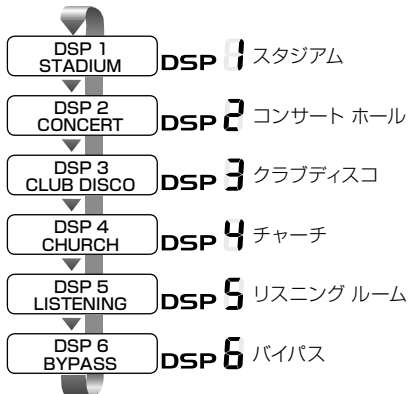 DSP 1
STADIUM
DSP 1 スタジアム
DSP 2
CONCERT
DSP 2 コンサート ホール
DSP 3
CLUB DISCO
DSP 3 クラブディスコ
DSP 4
CHURCH
DSP 4 チャーチ
DSP 5
LISTENING
DSP 5 リスニング ルーム
DSP 6
BYPASS
DSP 6 バイパス